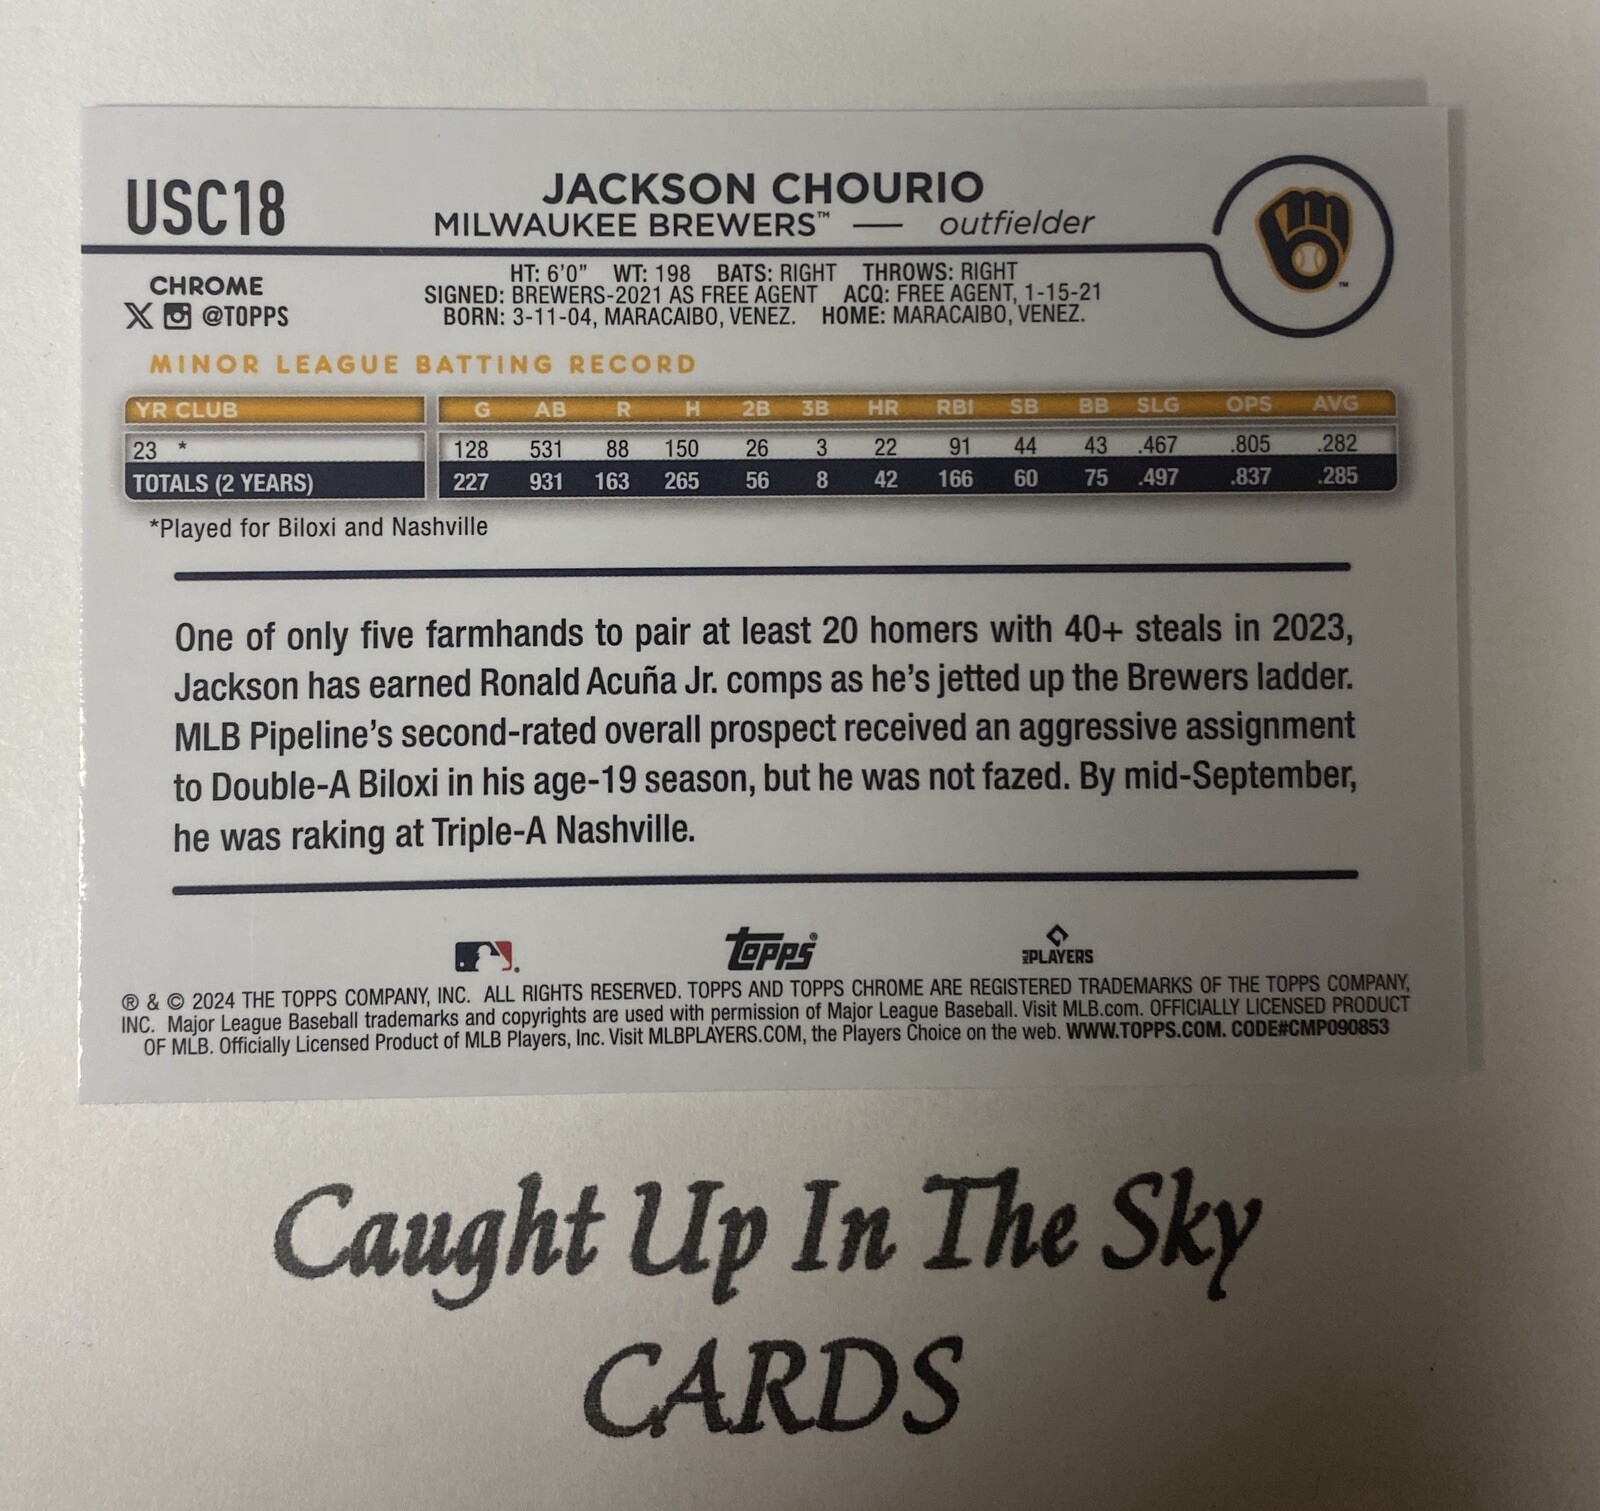 USC18
JACKSON CHOURIO
MILWAUKEE BREWERS™ — outfielder
CHROME
@TOPPS
HT: 6'0" WT: 198 BATS: RIGHT THROWS: RIGHT
SIGNED: BREWERS-2021 AS FREE AGENT ACQ: FREE AGENT, 1-15-21
BORN: 3-11-04, MARACAIBO, VENEZ. HOME: MARACAIBO, VENEZ.
MINOR LEAGUE BATTING RECORD
YR CLUB G AB R H 2B 3B HR RBI SB BB SLG OPS AVG
23 * 128 531 88 150 26 3 22 91 44 43 .467 .805 .282
TOTALS (2 YEARS) 227 931 163 265 56 8 42 166 60 75 .497 .837 .285
*Played for Biloxi and Nashville
One of only five farmhands to pair at least 20 homers with 40+ steals in 2023,
Jackson has earned Ronald Acuña Jr. comps as he's jetted up the Brewers ladder.
MLB Pipeline's second-rated overall prospect received an aggressive assignment
to Double-A Biloxi in his age-19 season, but he was not fazed. By mid-September,
he was raking at Triple-A Nashville.
Topps® MLB PLAYERS
® & © 2024 THE TOPPS COMPANY, INC. ALL RIGHTS RESERVED. TOPPS AND TOPPS CHROME ARE REGISTERED TRADEMARKS OF THE TOPPS COMPANY,
INC. Major League Baseball trademarks and copyrights are used with permission of Major League Baseball. Visit MLB.com. OFFICIALLY LICENSED PRODUCT
OF MLB. Officially Licensed Product of MLB Players, Inc. Visit MLBPLAYERS.COM, the Players Choice on the web. WWW.TOPPS.COM. CODE#CMP090853
Caught Up In The Sky
CARDS